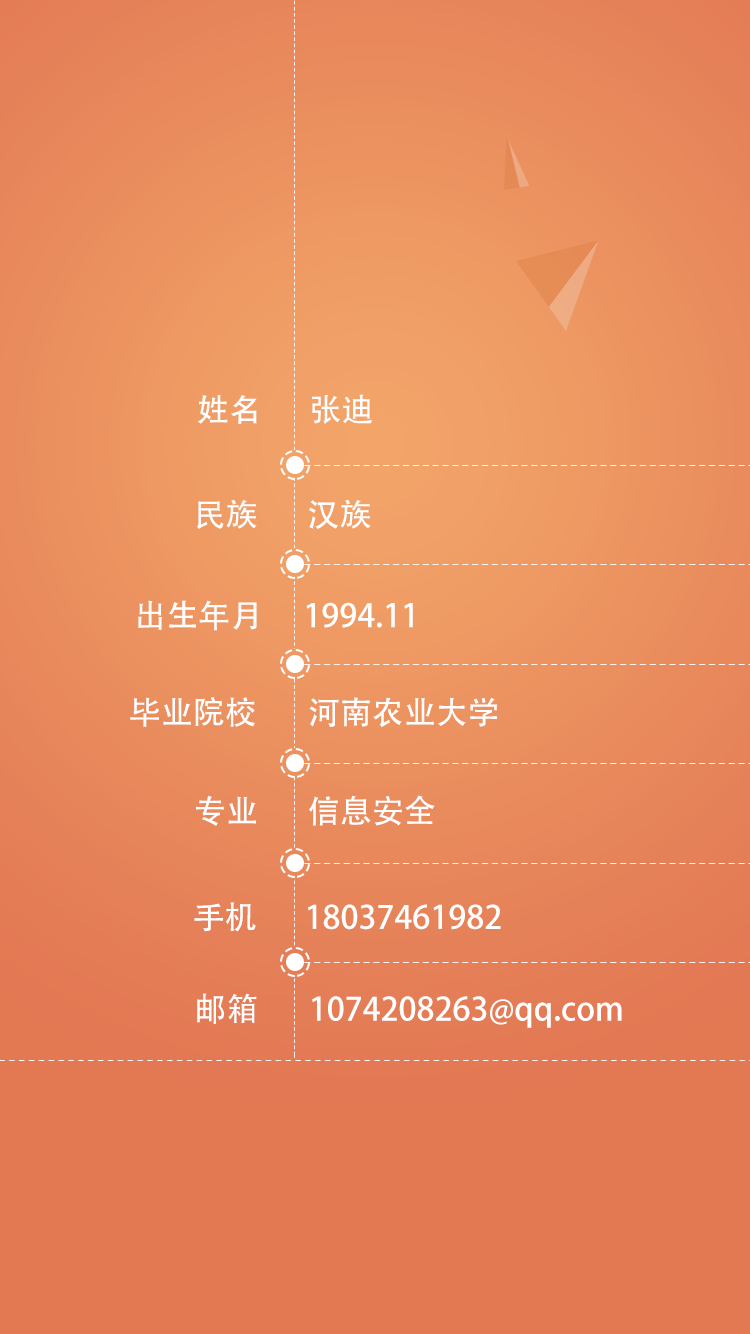 姓名 张迪
民族 汉族
出生年月 1994.11
毕业院校 河南农业大学
专业 信息安全
手机 18037461982
邮箱 1074208263@qq.com